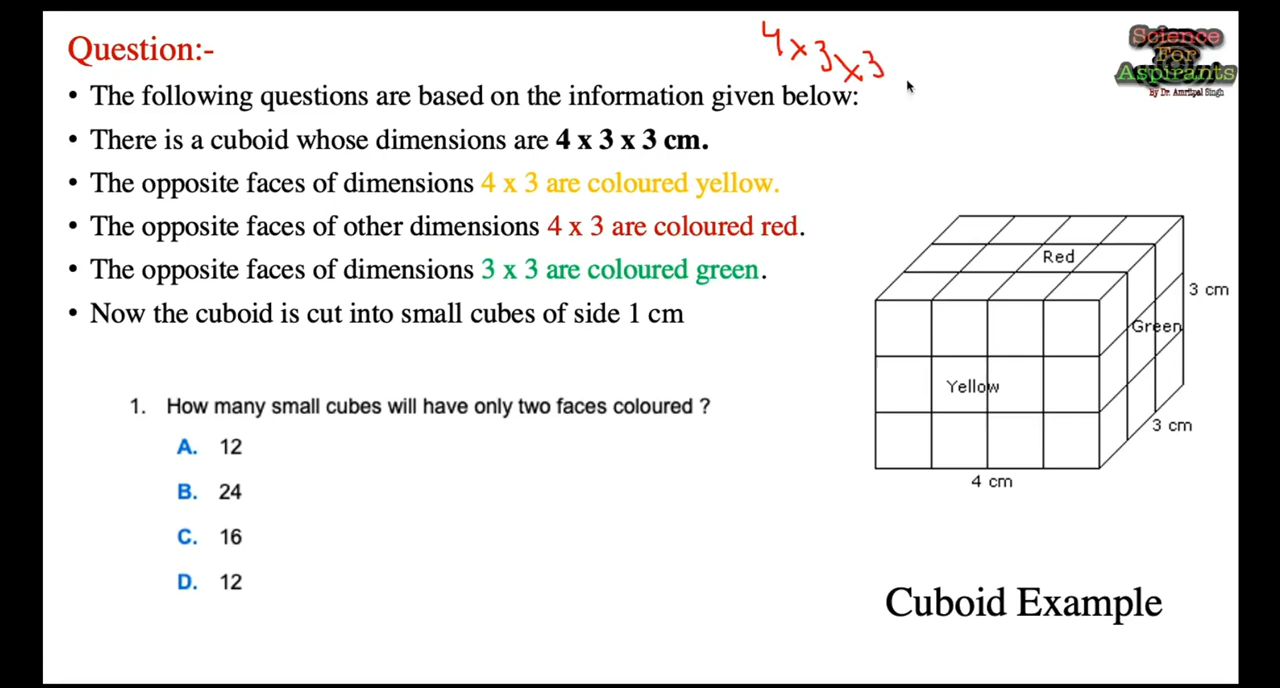 Question:-
4 x 3 x 3
Science
For
Aspirants
By Dr. Amritpal Singh
• The following questions are based on the information given below:
• There is a cuboid whose dimensions are 4 x 3 x 3 cm.
• The opposite faces of dimensions 4 x 3 are coloured yellow.
• The opposite faces of other dimensions 4 x 3 are coloured red.
• The opposite faces of dimensions 3 x 3 are coloured green.
• Now the cuboid is cut into small cubes of side 1 cm
Red
3 cm
Green
Yellow
3 cm
4 cm
1. How many small cubes will have only two faces coloured ?
A. 12
B. 24
C. 16
D. 12
Cuboid Example